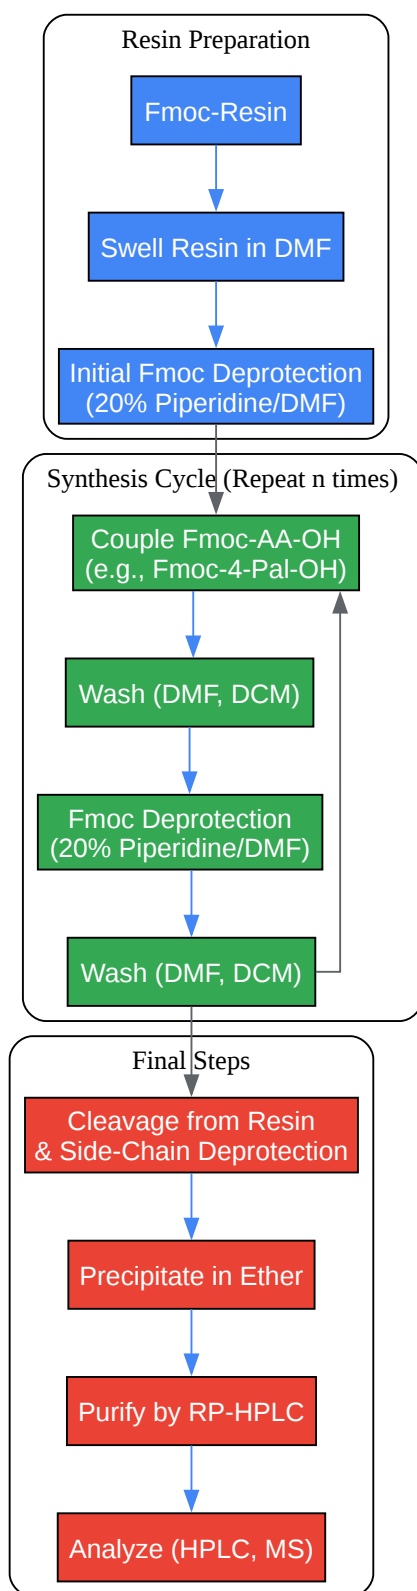 Resin Preparation
Fmoc-Resin
Swell Resin in DMF
Initial Fmoc Deprotection
(20% Piperidine/DMF)
Synthesis Cycle (Repeat n times)
Couple Fmoc-AA-OH
(e.g., Fmoc-4-Pal-OH)
Wash (DMF, DCM)
Fmoc Deprotection
(20% Piperidine/DMF)
Wash (DMF, DCM)
Final Steps
Cleavage from Resin
& Side-Chain Deprotection
Precipitate in Ether
Purify by RP-HPLC
Analyze (HPLC, MS)